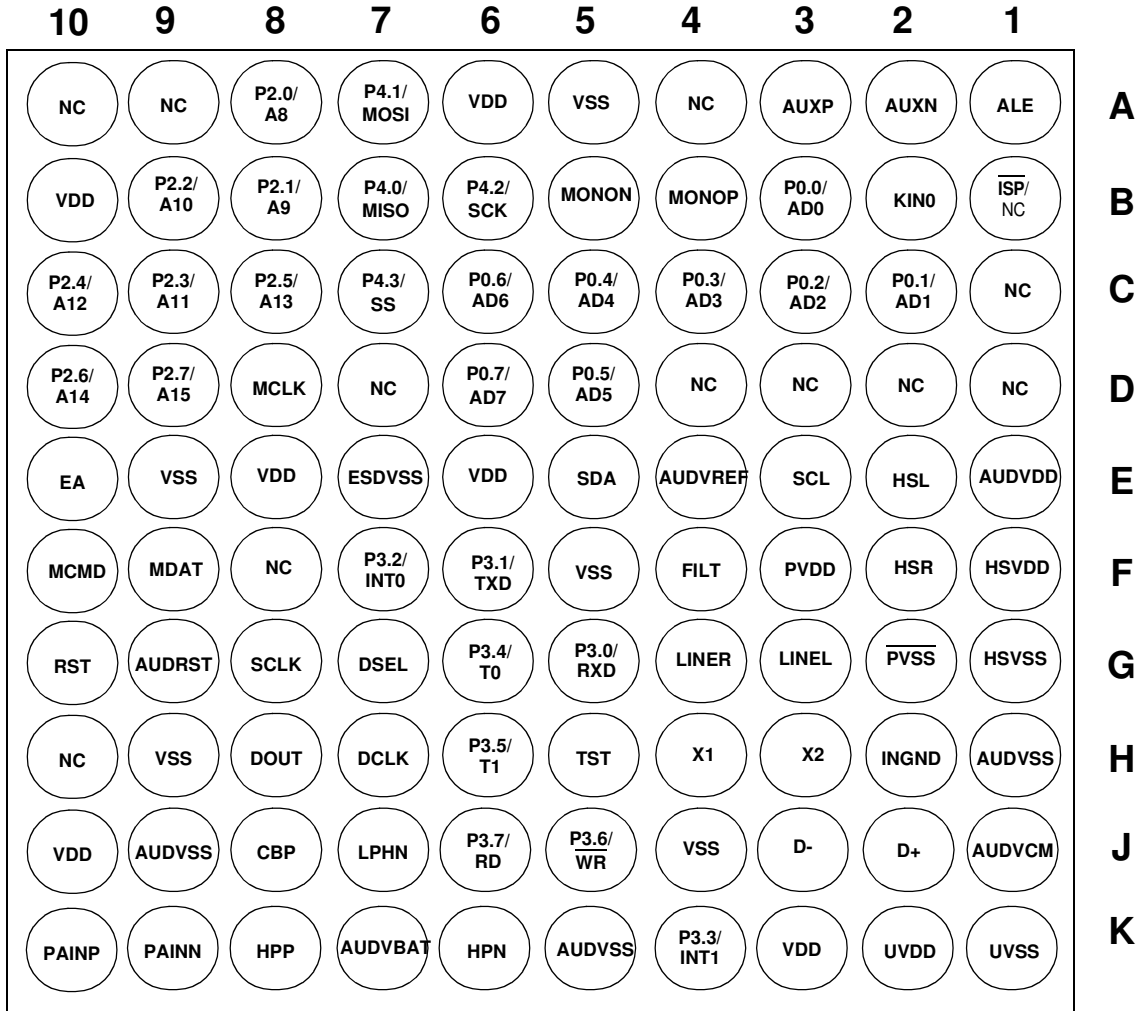 10 9 8 7 6 5 4 3 2 1
NC NC P2.0/ P4.1/ VDD VSS NC AUXP AUXN ALE A
A8 MOSI
VDD P2.2/ P2.1/ P4.0/ P4.2/ MONON MONOP P0.0/ KIN0 ISP/ B
A10 A9 MISO SCK AD0 NC
P2.4/ P2.3/ P2.5/ P4.3/ P0.6/ P0.4/ P0.3/ P0.2/ P0.1/ NC C
A12 A11 A13 SS AD6 AD4 AD3 AD2 AD1
P2.6/ P2.7/ MCLK NC P0.7/ P0.5/ NC NC NC NC D
A14 A15 AD7 AD5
EA VSS VDD ESDVSS VDD SDA AUDVREF SCL HSL AUDVDD E
MCMD MDAT NC P3.2/ P3.1/ VSS FILT PVDD HSR HSVDD F
INT0 TXD
RST AUDRST SCLK DSEL P3.4/ P3.0/ LINER LINEL PVSS HSVSS G
T0 RXD
NC VSS DOUT DCLK P3.5/ TST X1 X2 INGND AUDVSS H
T1
VDD AUDVSS CBP LPHN P3.7/ P3.6/ VSS D- D+ AUDVCM J
RD WR
PAINP PAINN HPP AUDVBAT HPN AUDVSS P3.3/ VDD UVDD UVSS K
INT1